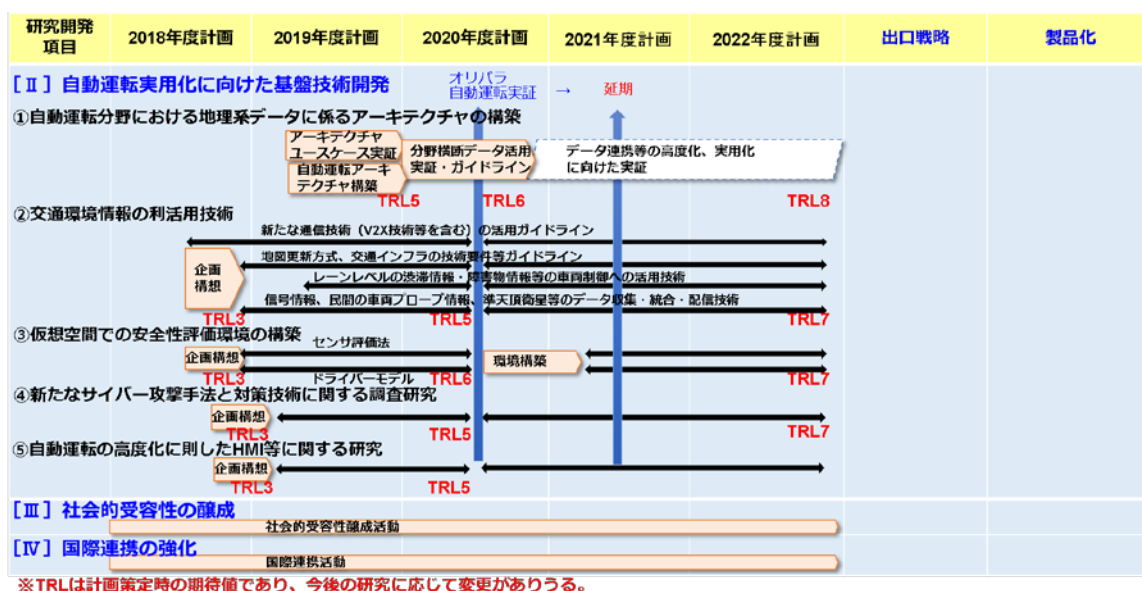 研究開発
項目
2018年度計画
2019年度計画
2020年度計画
2021年度計画
2022年度計画
出口戦略
製品化
[Ⅱ]自動運転実用化に向けた基盤技術開発
オリパラ
自動運転実証 → 延期
①自動運転分野における地理系データに係るアーキテクチャの構築
アーキテクチャ
ユースケース実証
自動運転アーキ
テクチャ構築
分野横断データ活用
実証・ガイドライン
データ連携等の高度化、実用化
に向けた実証
TRL5 TRL6 TRL8
②交通環境情報の利活用技術
新たな通信技術(V2X技術等を含む)の活用ガイドライン
企画
構想
地図更新方式、交通インフラの技術要件等ガイドライン
レーンレベルの渋滞情報・障害物情報等の車両制御への活用技術
信号情報、民間の車両プローブ情報、準天頂衛星等のデータ収集・統合・配信技術
TRL3 TRL5 TRL7
③仮想空間での安全性評価環境の構築
センサ評価法
企画構想
環境構築
ドライバーモデル
TRL3 TRL6 TRL7
④新たなサイバー攻撃手法と対策技術に関する調査研究
企画構想
TRL3 TRL5 TRL7
⑤自動運転の高度化に則したHMI等に関する研究
企画構想
TRL3 TRL5
[Ⅲ]社会的受容性の醸成
社会的受容性醸成活動
[Ⅳ]国際連携の強化
国際連携活動
※TRLは計画策定時の期待値であり、今後の研究に応じて変更がありうる。